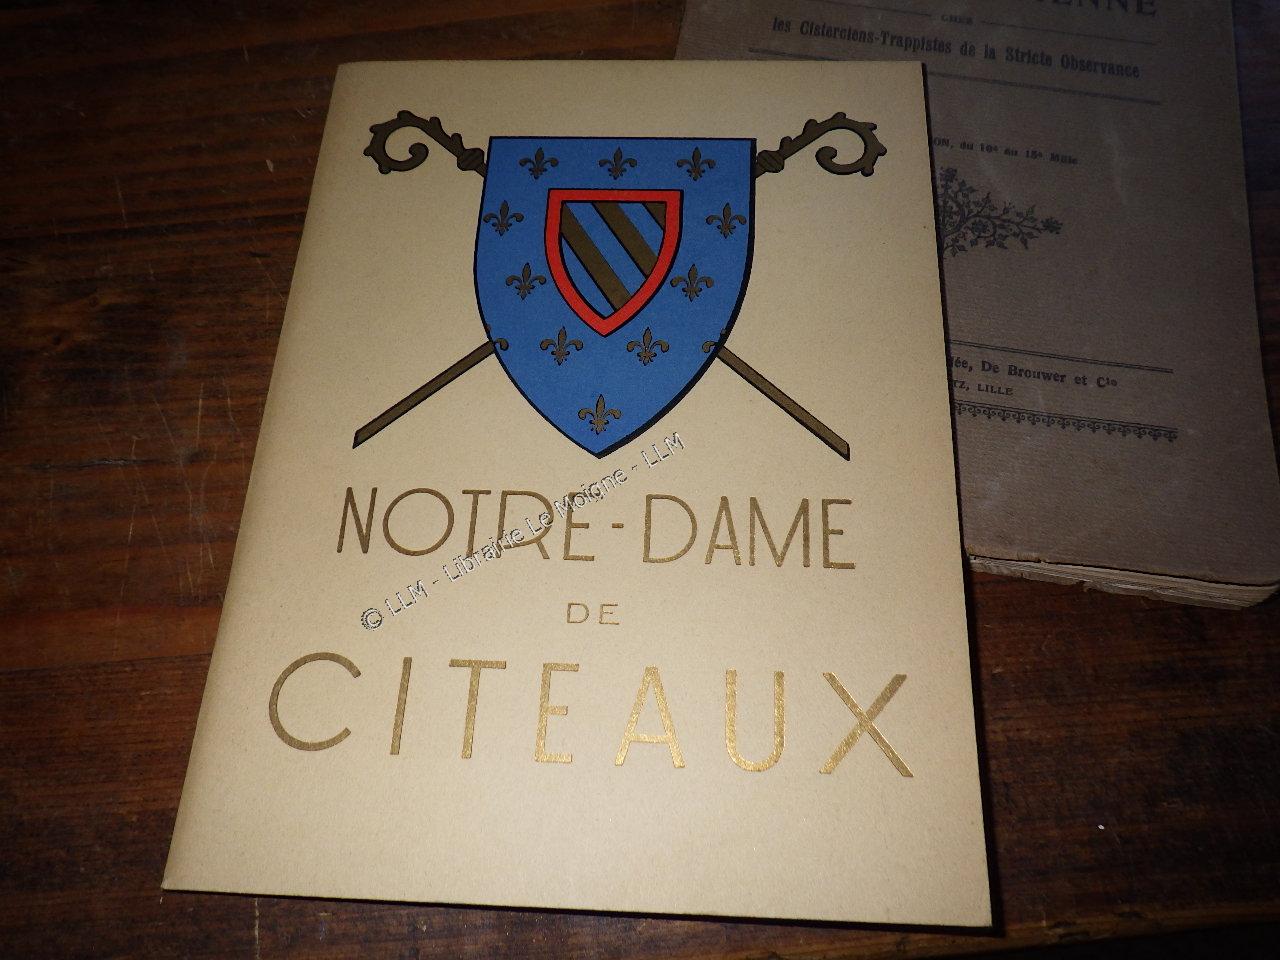 NOTRE-DAME
DE
CITEAUX
© LLM - Librairie Le Moigne - LLM
CHEZ
les Cisterciens-Trappistes de la Stricte Observance
du 10e au 15e Mille
De Brouwer et Cie
LILLE